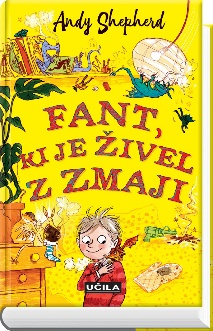 Andy Shepherd
FANT,
KI JE ŽIVEL
Z ZMAJI
UČILA